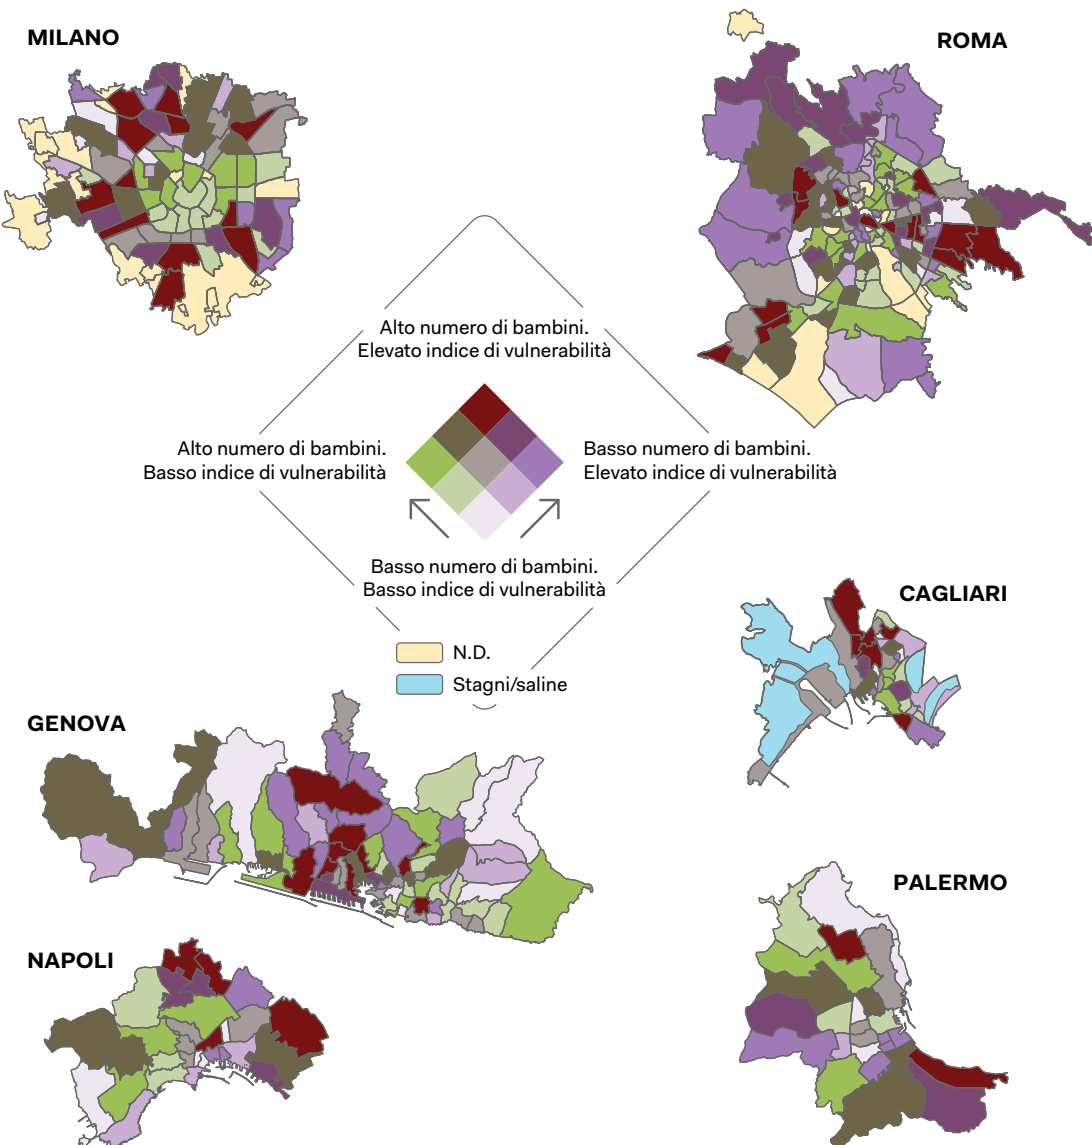 MILANO
ROMA
Alto numero di bambini.
Elevato indice di vulnerabilità
Alto numero di bambini.
Basso indice di vulnerabilità
Basso numero di bambini.
Elevato indice di vulnerabilità
Basso numero di bambini.
Basso indice di vulnerabilità
CAGLIARI
N.D.
Stagni/saline
GENOVA
PALERMO
NAPOLI